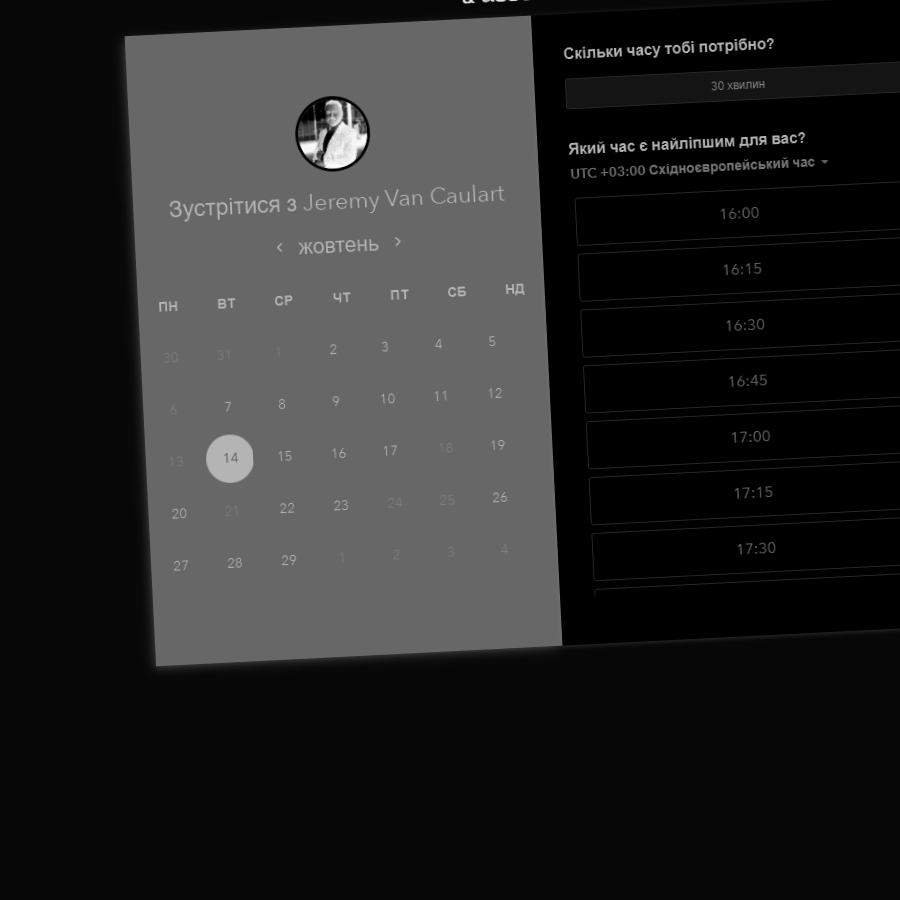 Зустрітися з Jeremy Van Caulart
жовтень
ПН ВТ СР ЧТ ПТ СБ НД
30 31 1 2 3 4 5
6 7 8 9 10 11 12
13 14 15 16 17 18 19
20 21 22 23 24 25 26
27 28 29 1 2 3 4
Скільки часу тобі потрібно?
30 хвилин
Який час є найліпшим для вас?
UTC +03:00 Східноєвропейський час
16:00
16:15
16:30
16:45
17:00
17:15
17:30